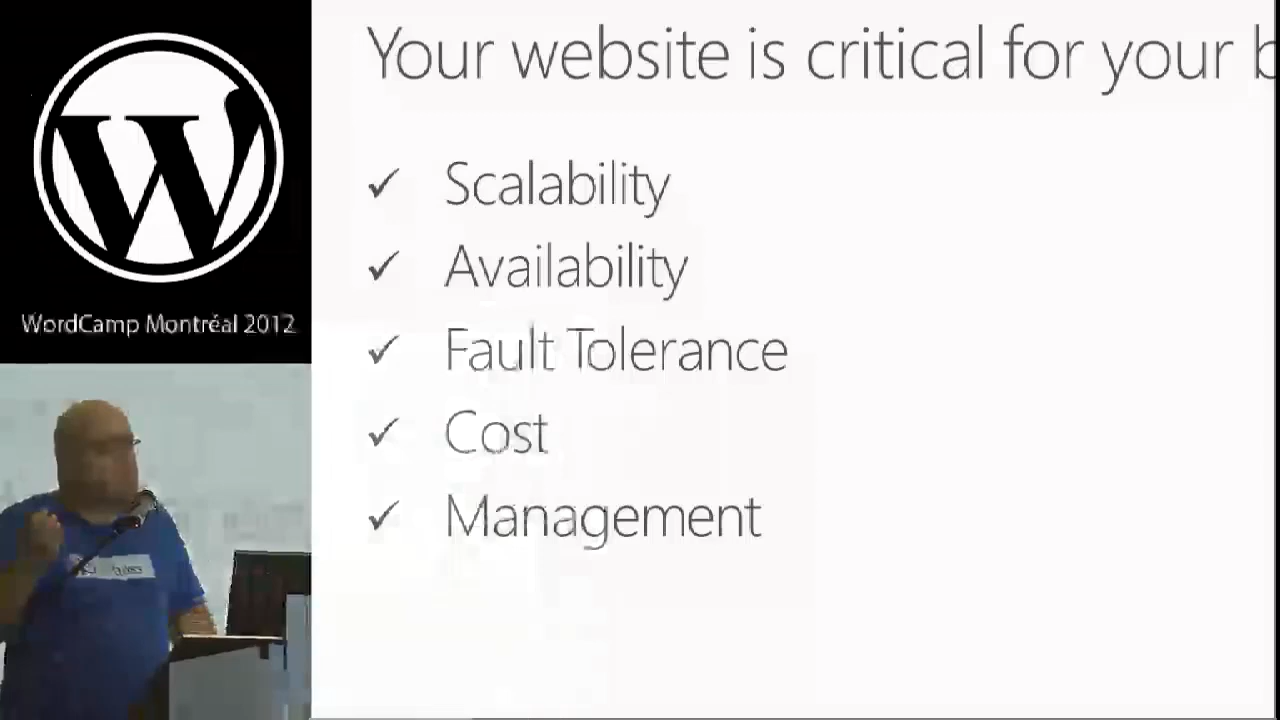 Your website is critical for your b
✓ Scalability
✓ Availability
✓ Fault Tolerance
✓ Cost
✓ Management
WordCamp Montréal 2012